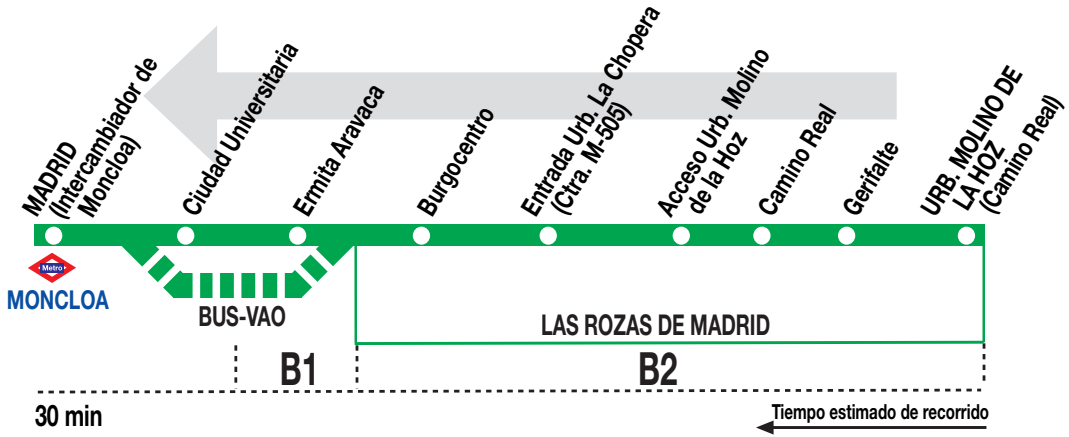 MADRID
(Intercambiador de
Moncloa)
Ciudad Universitaria
Ermita Aravaca
Burgocentro
Entrada Urb. La Chopera
(Ctra. M-505)
Acceso Urb. Molino
de la Hoz
Camino Real
Gerifalte
URB. MOLINO DE
LA HOZ
(Camino Real)
Metro
MONCLOA
BUS-VAO
LAS ROZAS DE MADRID
B1
B2
30 min
Tiempo estimado de recorrido